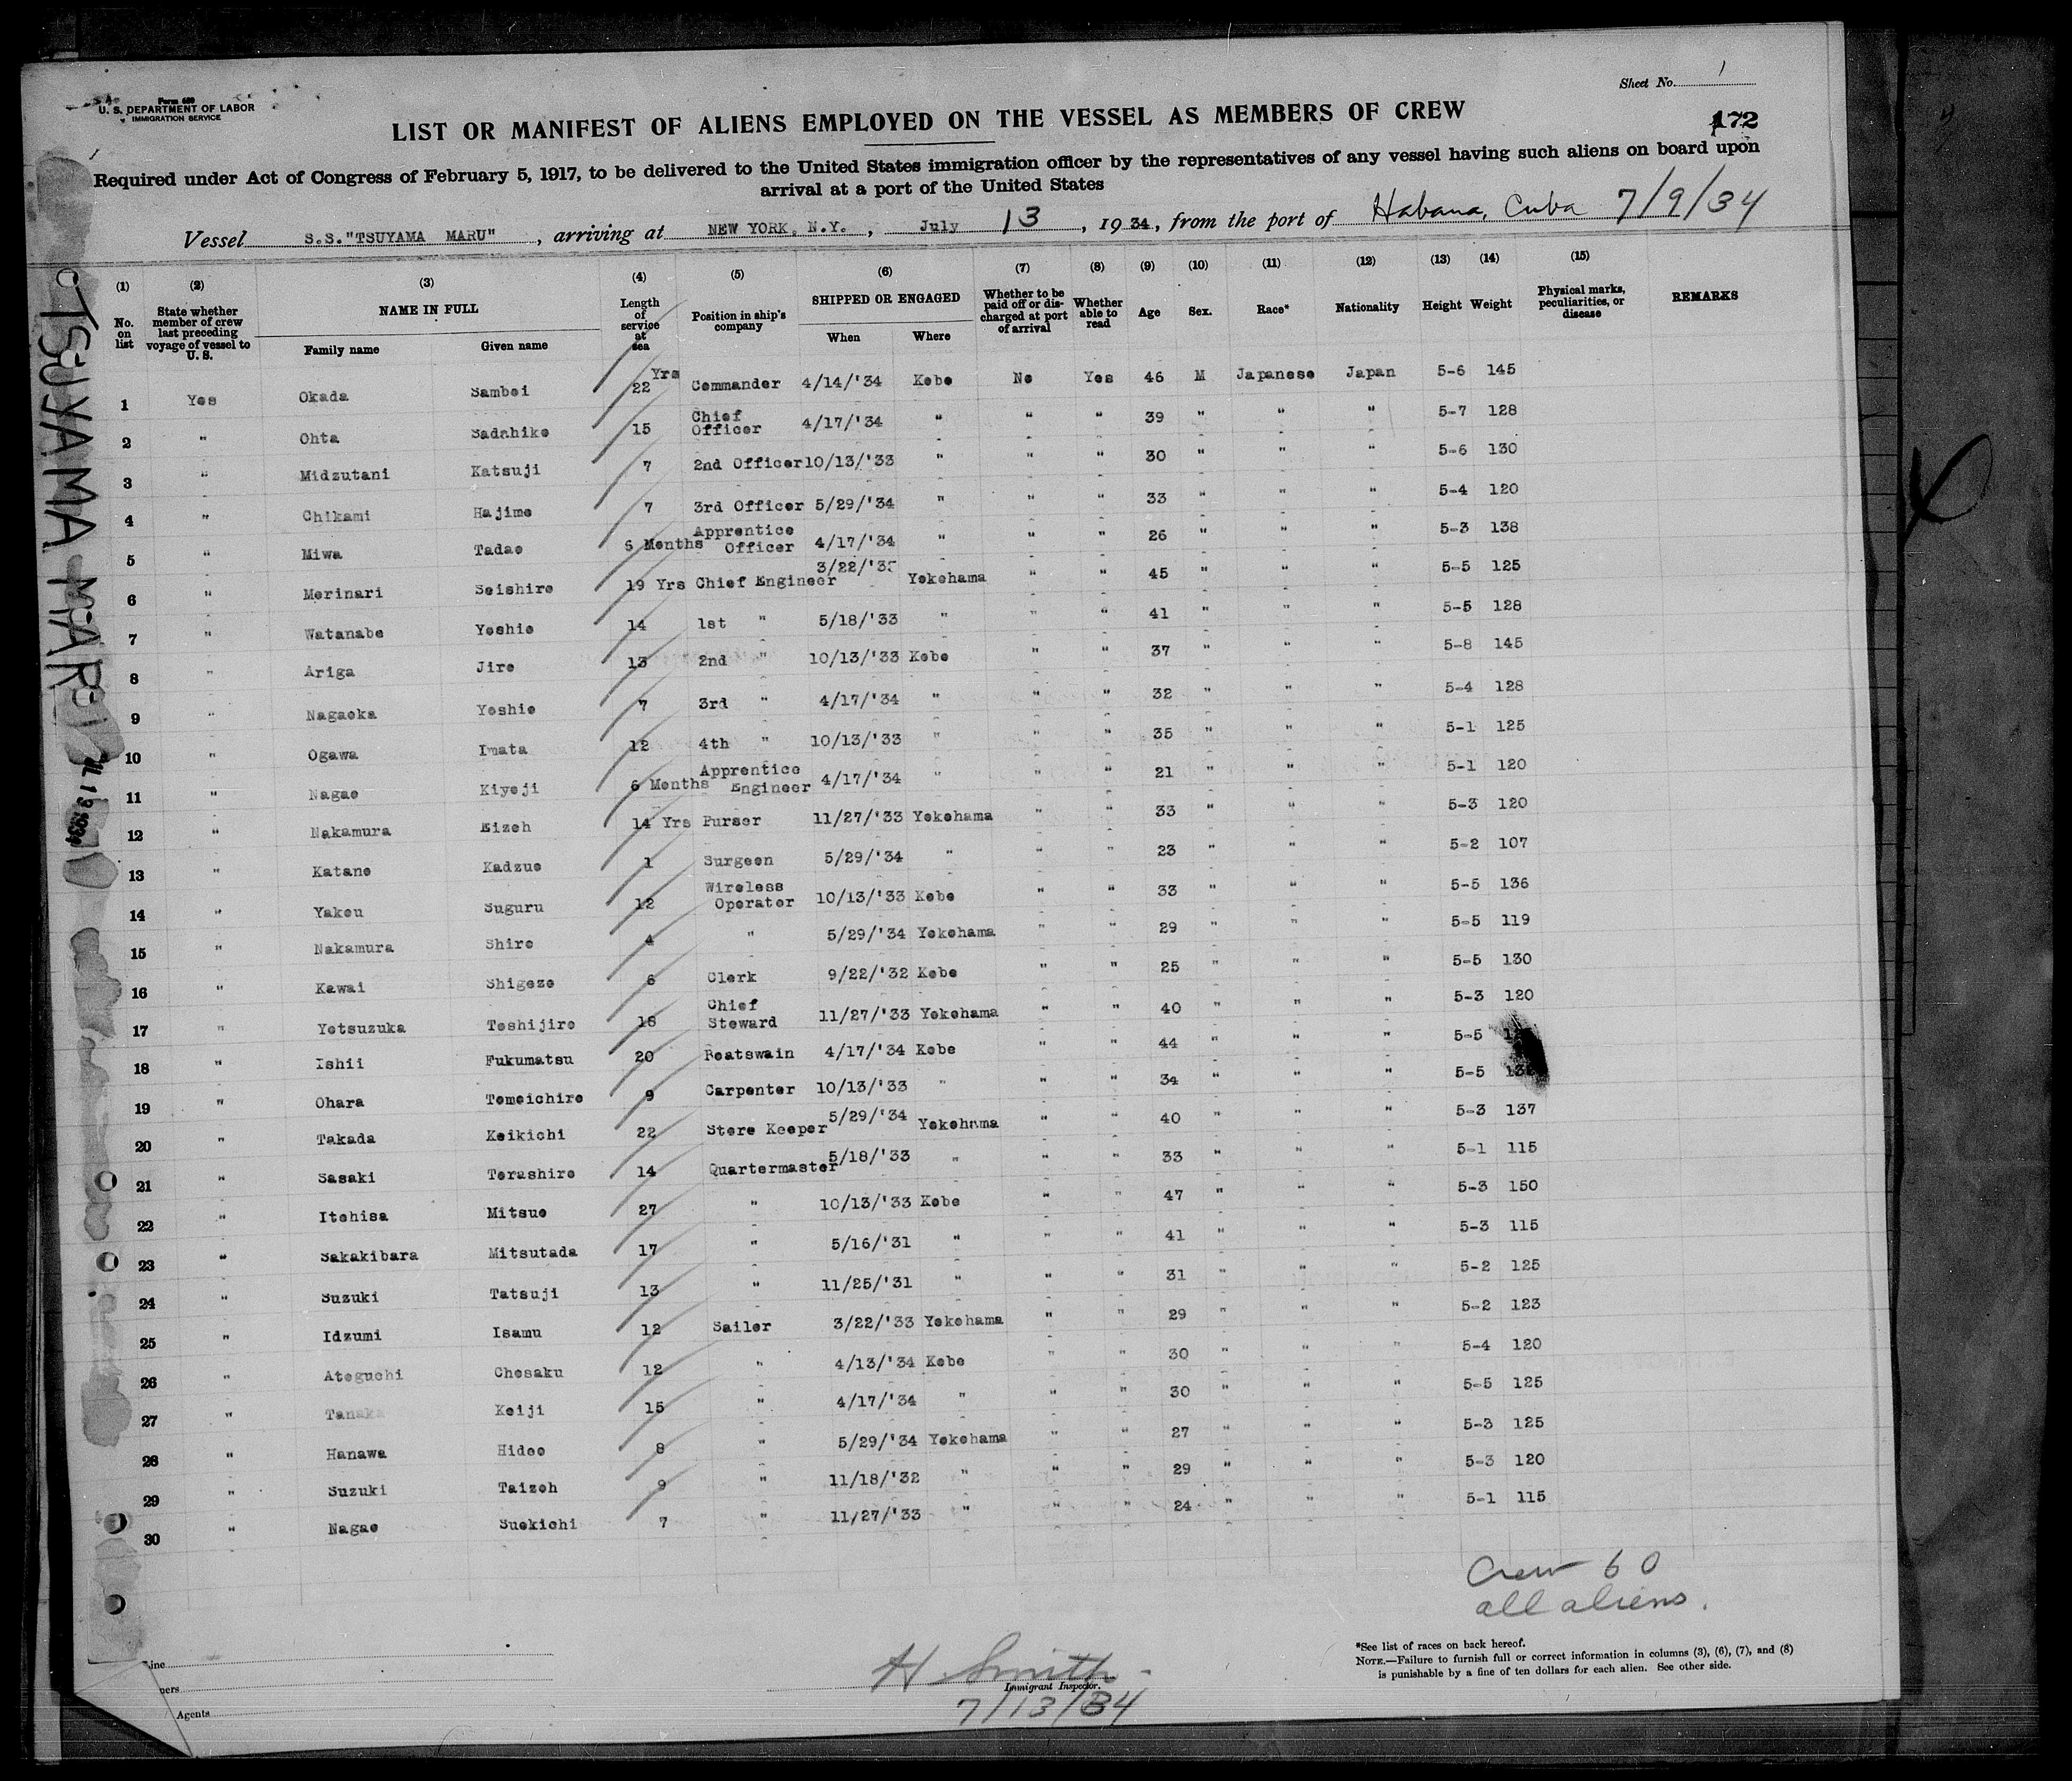 Form 689
U. S. DEPARTMENT OF LABOR
IMMIGRATION SERVICE
Sheet No. 1
LIST OR MANIFEST OF ALIENS EMPLOYED ON THE VESSEL AS MEMBERS OF CREW
172
Required under Act of Congress of February 5, 1917, to be delivered to the United States immigration officer by the representatives of any vessel having such aliens on board upon
arrival at a port of the United States
Vessel S.S."TSUYAMA MARU", arriving at NEW YORK, N.Y., July 13, 1934, from the port of Habana, Cuba 7/9/34
(1) No. on list (2) State whether member of crew last preceding voyage of vessel to U. S. (3) NAME IN FULL Family name Given name (4) Length of service at sea (5) Position in ship's company (6) SHIPPED OR ENGAGED When Where (7) Whether to be paid off or discharged at port of arrival (8) Whether able to read (9) Age (10) Sex. (11) Race* (12) Nationality (13) Height (14) Weight (15) Physical marks, peculiarities, or disease REMARKS
1 Yes Okada Sambei 22 Yrs Commander 4/14/'34 Kobe No Yes 46 M Japanese Japan 5-6 145
2 " Ohta Sadahiko 15 Chief Officer 4/17/'34 " " " 39 " " " 5-7 128
3 " Midzutani Katsuji 7 2nd Officer 10/13/'33 " " " 30 " " " 5-6 130
4 " Chikami Hajime 7 3rd Officer 5/29/'34 " " " 33 " " " 5-4 120
5 " Miwa Tadao 6 Months Apprentice Officer 4/17/'34 " " " 26 " " " 5-3 138
6 " Morinari Seishiro 19 Yrs Chief Engineer 3/22/'33 Yokohama " " 45 " " " 5-5 125
7 " Watanabe Yoshio 14 1st " 5/18/'33 " " " 41 " " " 5-5 128
8 " Ariga Jiro 13 2nd " 10/13/'33 Kobe " " 37 " " " 5-8 145
9 " Nagaoka Yoshio 7 3rd " 4/17/'34 " " " 32 " " " 5-4 128
10 " Ogawa Imata 12 4th " 10/13/'33 " " " 35 " " " 5-1 125
11 " Nagao Kiyoji 6 Months Apprentice Engineer 4/17/'34 " " " 21 " " " 5-1 120
12 " Nakamura Eizoh 14 Yrs Purser 11/27/'33 Yokohama " " 33 " " " 5-3 120
13 " Katano Kadzuo 1 Surgeon 5/29/'34 " " " 23 " " " 5-2 107
14 " Yakou Suguru 12 Wireless Operator 10/13/'33 Kobe " " 33 " " " 5-5 136
15 " Nakamura Shiro 4 " 5/29/'34 Yokohama " " 29 " " " 5-5 119
16 " Kawai Shigezo 6 Clerk 9/22/'32 Kobe " " 25 " " " 5-5 130
17 " Yotsuzuka Toshijiro 18 Chief Steward 11/27/'33 Yokohama " " 40 " " " 5-3 120
18 " Ishii Fukumatsu 20 Boatswain 4/17/'34 Kobe " " 44 " " " 5-5
19 " Ohara Tomoichiro 9 Carpenter 10/13/'33 " " " 34 " " " 5-5
20 " Takada Keikichi 22 Store Keeper 5/29/'34 Yokohama " " 40 " " " 5-3 137
21 " Sasaki Torashiro 14 Quartermaster 5/18/'33 " " " 33 " " " 5-1 115
22 " Itohisa Mitsuo 27 " 10/13/'33 Kobe " " 47 " " " 5-3 150
23 " Sakakibara Mitsutada 17 " 5/16/'31 " " " 41 " " " 5-3 115
24 " Suzuki Tatsuji 13 " 11/25/'31 " " " 31 " " " 5-2 125
25 " Idzumi Isamu 12 Sailor 3/22/'33 Yokohama " " 29 " " " 5-2 123
26 " Atoguchi Chosaku 12 " 4/13/'34 Kobe " " 30 " " " 5-4 120
27 " Tanaka Keiji 15 " 4/17/'34 " " " 30 " " " 5-5 125
28 " Hanawa Hideo 8 " 5/29/'34 Yokohama " " 27 " " " 5-3 125
29 " Suzuki Taizoh 9 " 11/18/'32 " " " 29 " " " 5-3 120
30 " Nagao Suekichi 7 " 11/27/'33 " " " 24 " " " 5-1 115
Crew 60
all aliens.
*See list of races on back hereof.
NOTE.—Failure to furnish full or correct information in columns (3), (6), (7), and (8)
is punishable by a fine of ten dollars for each alien. See other side.
Line
H Smith
Immigrant Inspector.
7/13/34
Agents
TSUYAMA MARU